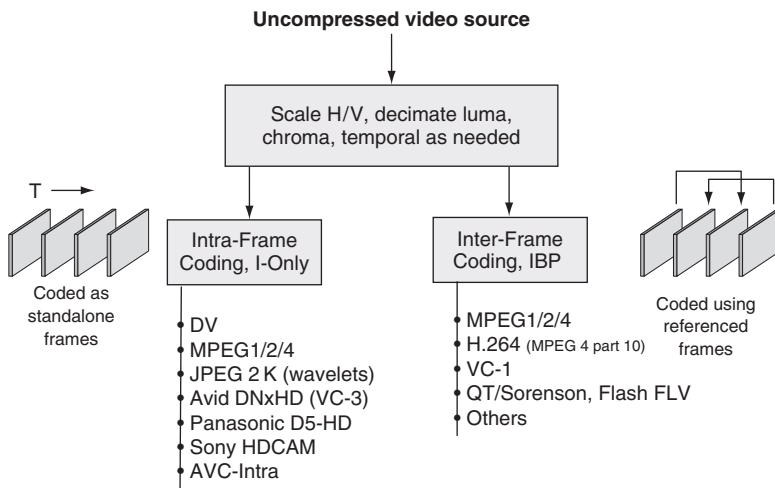 Uncompressed video source
Scale H/V, decimate luma,
chroma, temporal as needed
T
Intra-Frame
Coding, I-Only
Inter-Frame
Coding, IBP
Coded as
standalone
frames
Coded using
referenced
frames
DV
MPEG1/2/4
JPEG 2 K (wavelets)
Avid DNxHD (VC-3)
Panasonic D5-HD
Sony HDCAM
AVC-Intra
MPEG1/2/4
H.264 (MPEG 4 part 10)
VC-1
QT/Sorenson, Flash FLV
Others